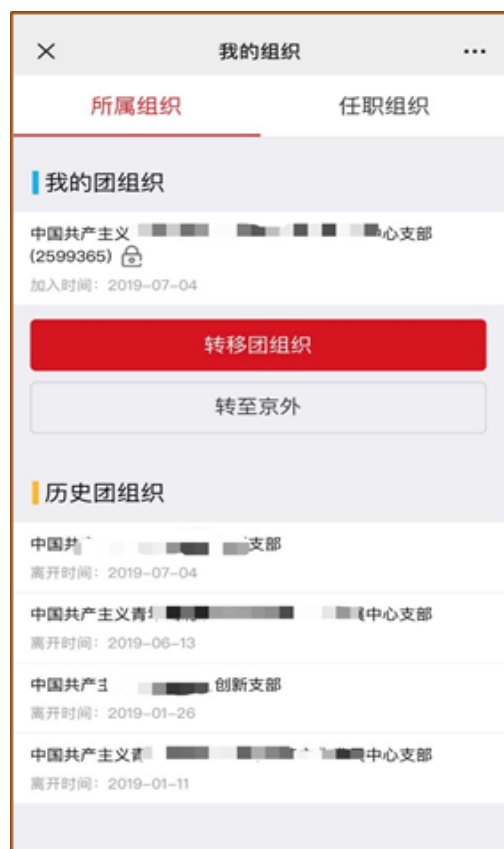 我的组织
所属组织 任职组织
我的团组织
中国共产主义 心支部
(2599365)
加入时间：2019-07-04
转移团组织
转至京外
历史团组织
中国共 支部
离开时间：2019-07-04
中国共产主义青 中心支部
离开时间：2019-06-13
中国共产主 创新支部
离开时间：2019-01-26
中国共产主义青 中心支部
离开时间：2019-01-11